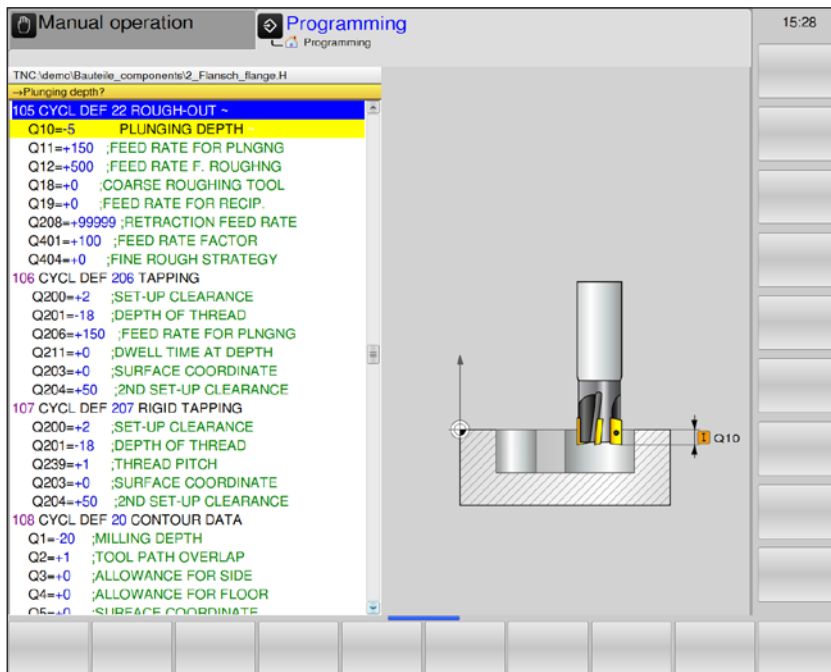 Manual operation
Programming
Programming
15:28
TNC:\demo\Bauteile_components\2_Flansch_flange.H
→Plunging depth?
105 CYCL DEF 22 ROUGH-OUT ~
Q10=-5 PLUNGING DEPTH ~
Q11=+150 ;FEED RATE FOR PLNGNG
Q12=+500 ;FEED RATE F. ROUGHNG
Q18=+0 ;COARSE ROUGHING TOOL
Q19=+0 ;FEED RATE FOR RECIP.
Q208=+99999 ;RETRACTION FEED RATE
Q401=+100 ;FEED RATE FACTOR
Q404=+0 ;FINE ROUGH STRATEGY
106 CYCL DEF 206 TAPPING
Q200=+2 ;SET-UP CLEARANCE
Q201=-18 ;DEPTH OF THREAD
Q206=+150 ;FEED RATE FOR PLNGNG
Q211=+0 ;DWELL TIME AT DEPTH
Q203=+0 ;SURFACE COORDINATE
Q204=+50 ;2ND SET-UP CLEARANCE
107 CYCL DEF 207 RIGID TAPPING
Q200=+2 ;SET-UP CLEARANCE
Q201=-18 ;DEPTH OF THREAD
Q239=+1 ;THREAD PITCH
Q203=+0 ;SURFACE COORDINATE
Q204=+50 ;2ND SET-UP CLEARANCE
108 CYCL DEF 20 CONTOUR DATA
Q1=-20 ;MILLING DEPTH
Q2=+1 ;TOOL PATH OVERLAP
Q3=+0 ;ALLOWANCE FOR SIDE
Q4=+0 ;ALLOWANCE FOR FLOOR
Q5=+0 ;SURFACE COORDINATE
I Q10